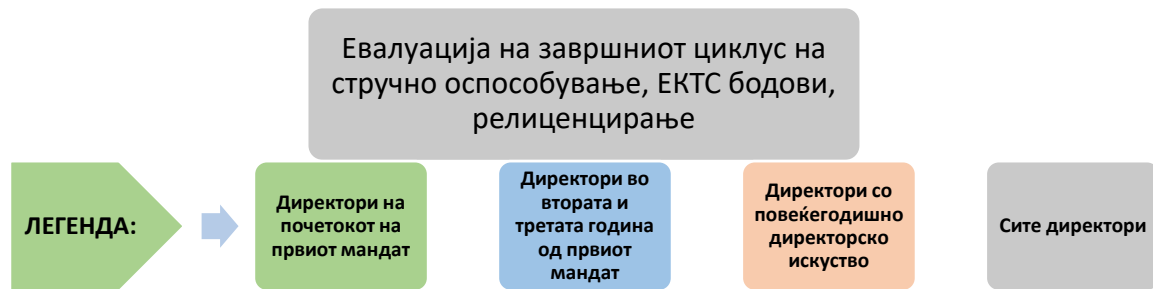 Евалуација на завршниот циклус на
стручно оспособување, ЕКТС бодови,
релиценцирање
ЛЕГЕНДА:
Директори на
почетокот на
првиот мандат
Директори во
втората и
третата година
од првиот
мандат
Директори со
повеќегодишно
директорско
искуство
Сите директори